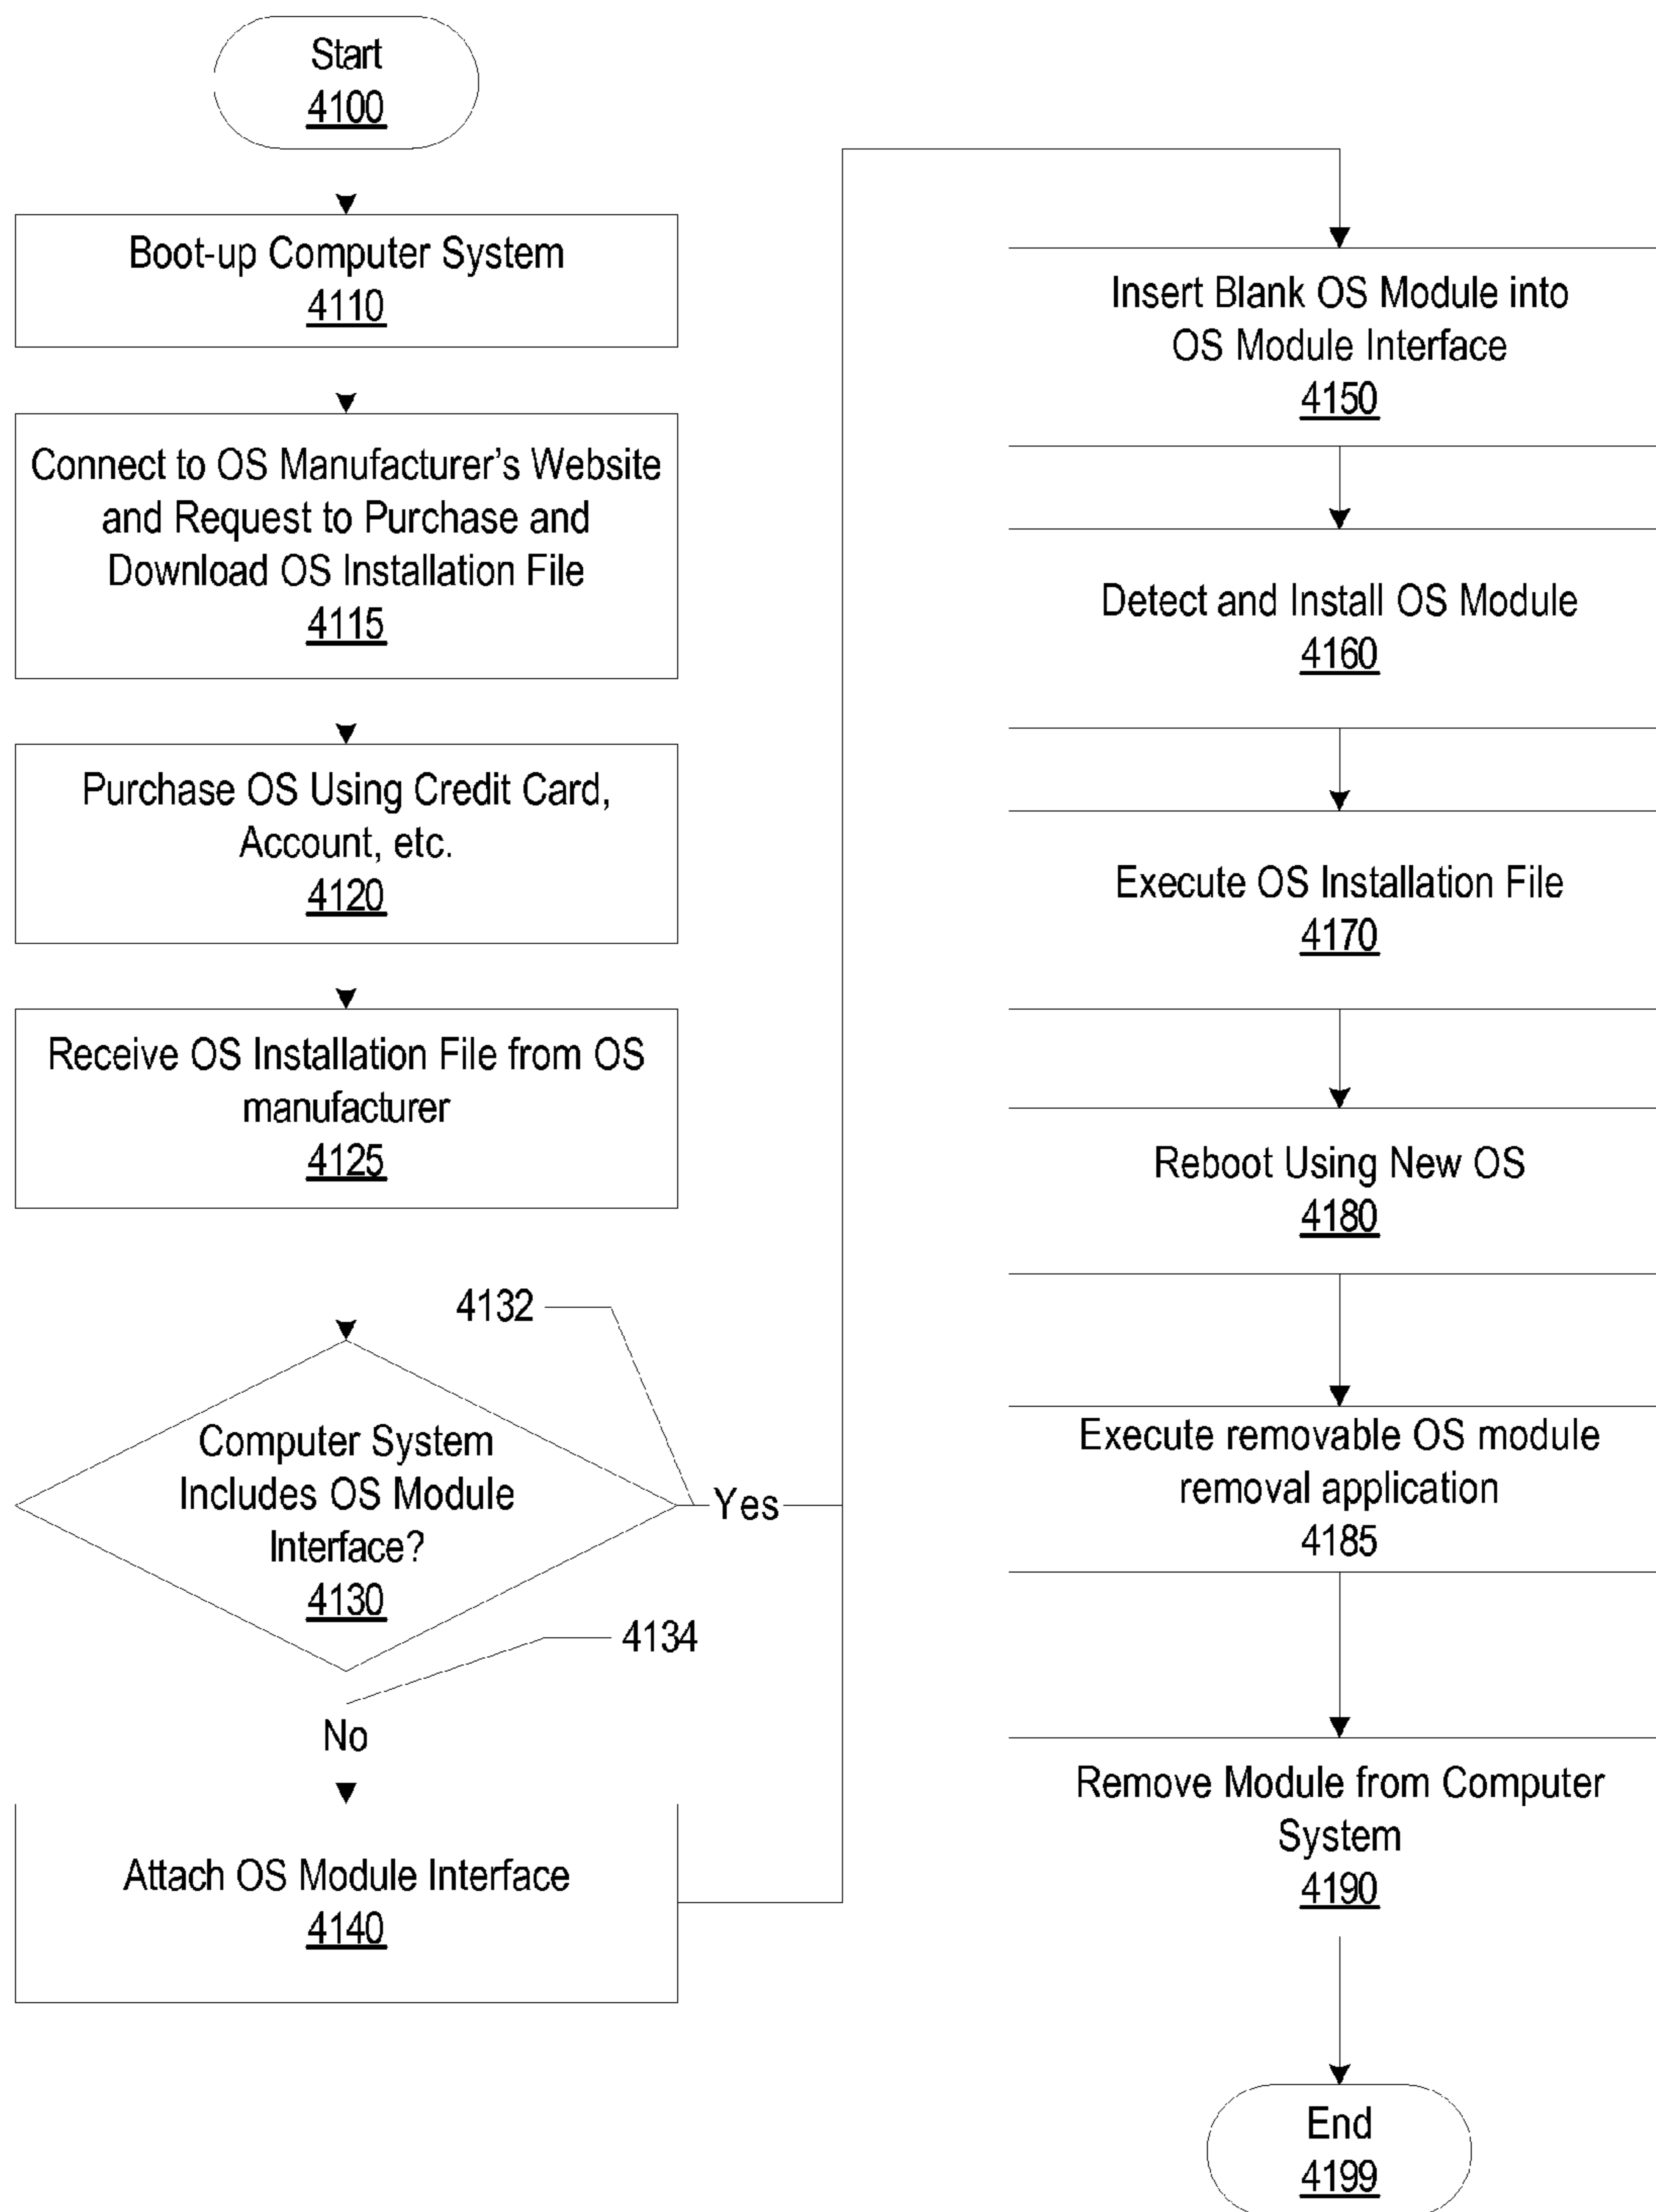 Start
4100
Boot-up Computer System
4110
Connect to OS Manufacturer's Website
and Request to Purchase and
Download OS Installation File
4115
Purchase OS Using Credit Card,
Account, etc.
4120
Receive OS Installation File from OS
manufacturer
4125
4132
Computer System
Includes OS Module
Interface?
4130
Yes
4134
No
Attach OS Module Interface
4140
Insert Blank OS Module into
OS Module Interface
4150
Detect and Install OS Module
4160
Execute OS Installation File
4170
Reboot Using New OS
4180
Execute removable OS module
removal application
4185
Remove Module from Computer
System
4190
End
4199